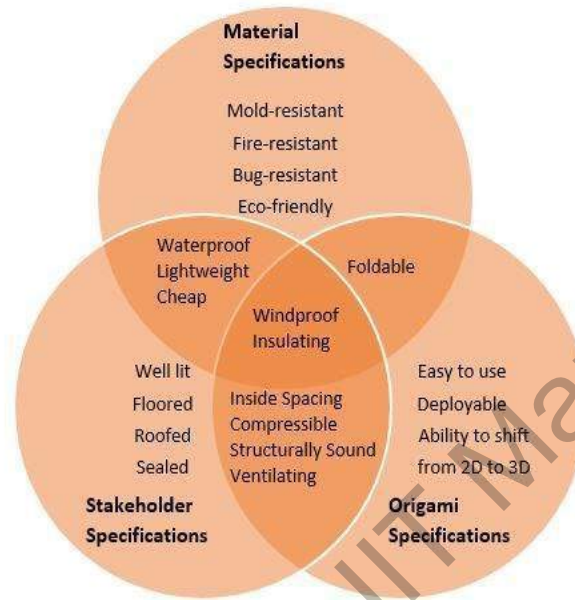 Material
Specifications
Mold-resistant
Fire-resistant
Bug-resistant
Eco-friendly
Waterproof
Lightweight
Cheap
Foldable
Windproof
Insulating
Well lit
Floored
Roofed
Sealed
Inside Spacing
Compressible
Structurally Sound
Ventilating
Easy to use
Deployable
Ability to shift
from 2D to 3D
Stakeholder
Specifications
Origami
Specifications